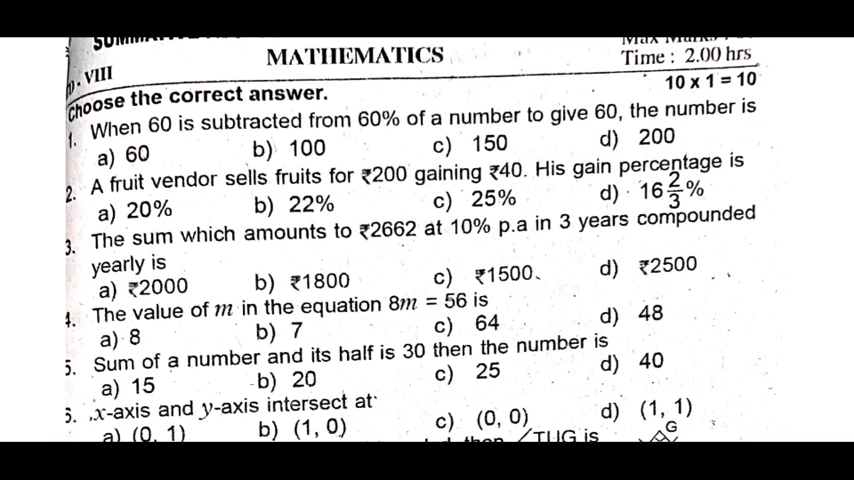 MATHEMATICS
Time : 2.00 hrs
VIII
Choose the correct answer.
10 x 1 = 10
1. When 60 is subtracted from 60% of a number to give 60, the number is
a) 60 b) 100 c) 150 d) 200
2. A fruit vendor sells fruits for ₹200 gaining ₹40. His gain percentage is
a) 20% b) 22% c) 25% d) 16 2/3 %
3. The sum which amounts to ₹2662 at 10% p.a in 3 years compounded
yearly is
a) ₹2000 b) ₹1800 c) ₹1500 d) ₹2500
4. The value of m in the equation 8m = 56 is
a) 8 b) 7 c) 64 d) 48
5. Sum of a number and its half is 30 then the number is
a) 15 b) 20 c) 25 d) 40
6. x-axis and y-axis intersect at
a) (0, 1) b) (1, 0) c) (0, 0) d) (1, 1)
then ∠TUG is
G